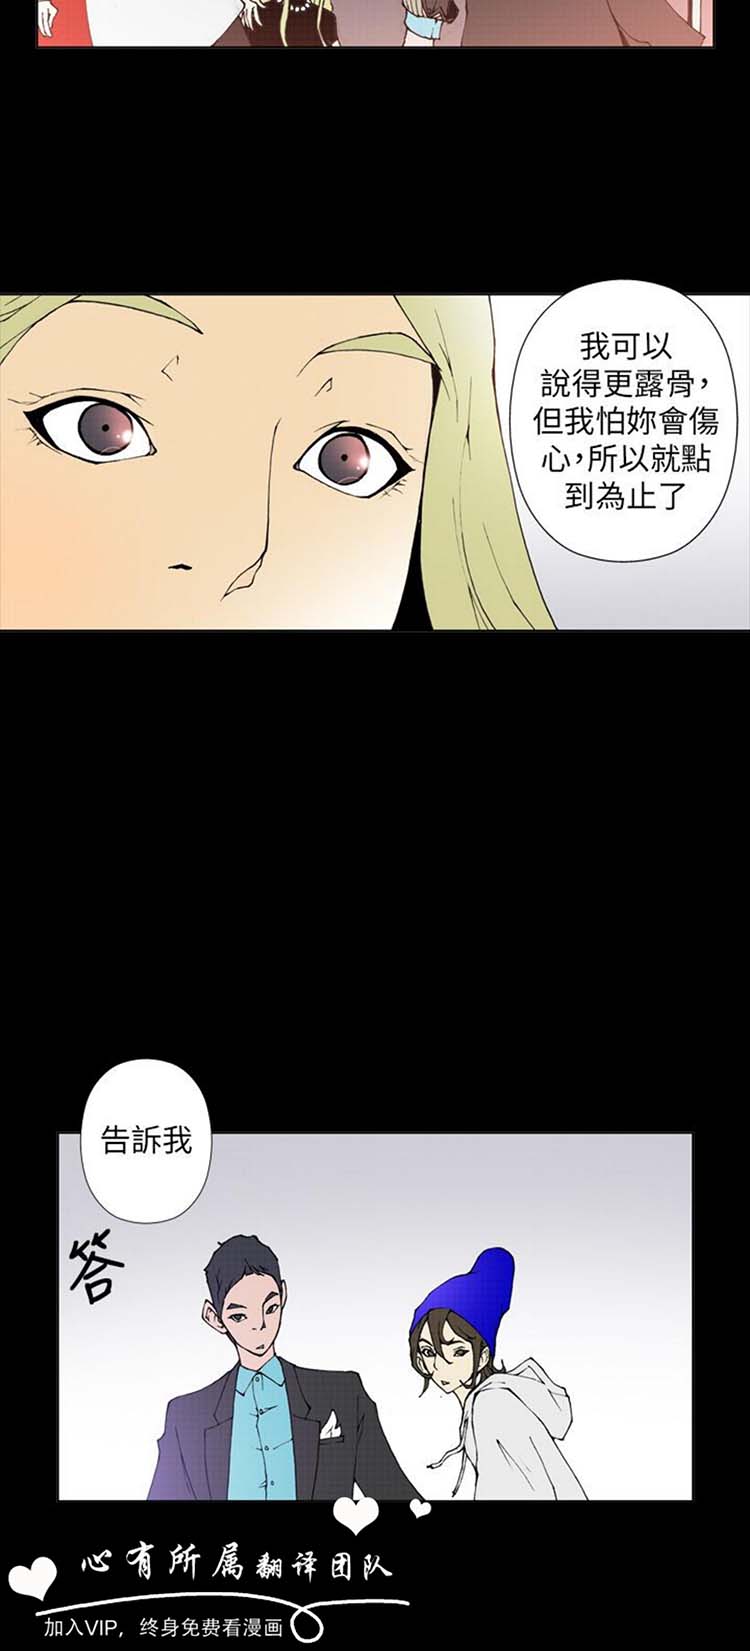 我可以
說得更露骨，
但我怕妳會傷
心，所以就點
到為止了
告訴我
答
心有所属翻译团队
加入VIP，终身免费看漫画